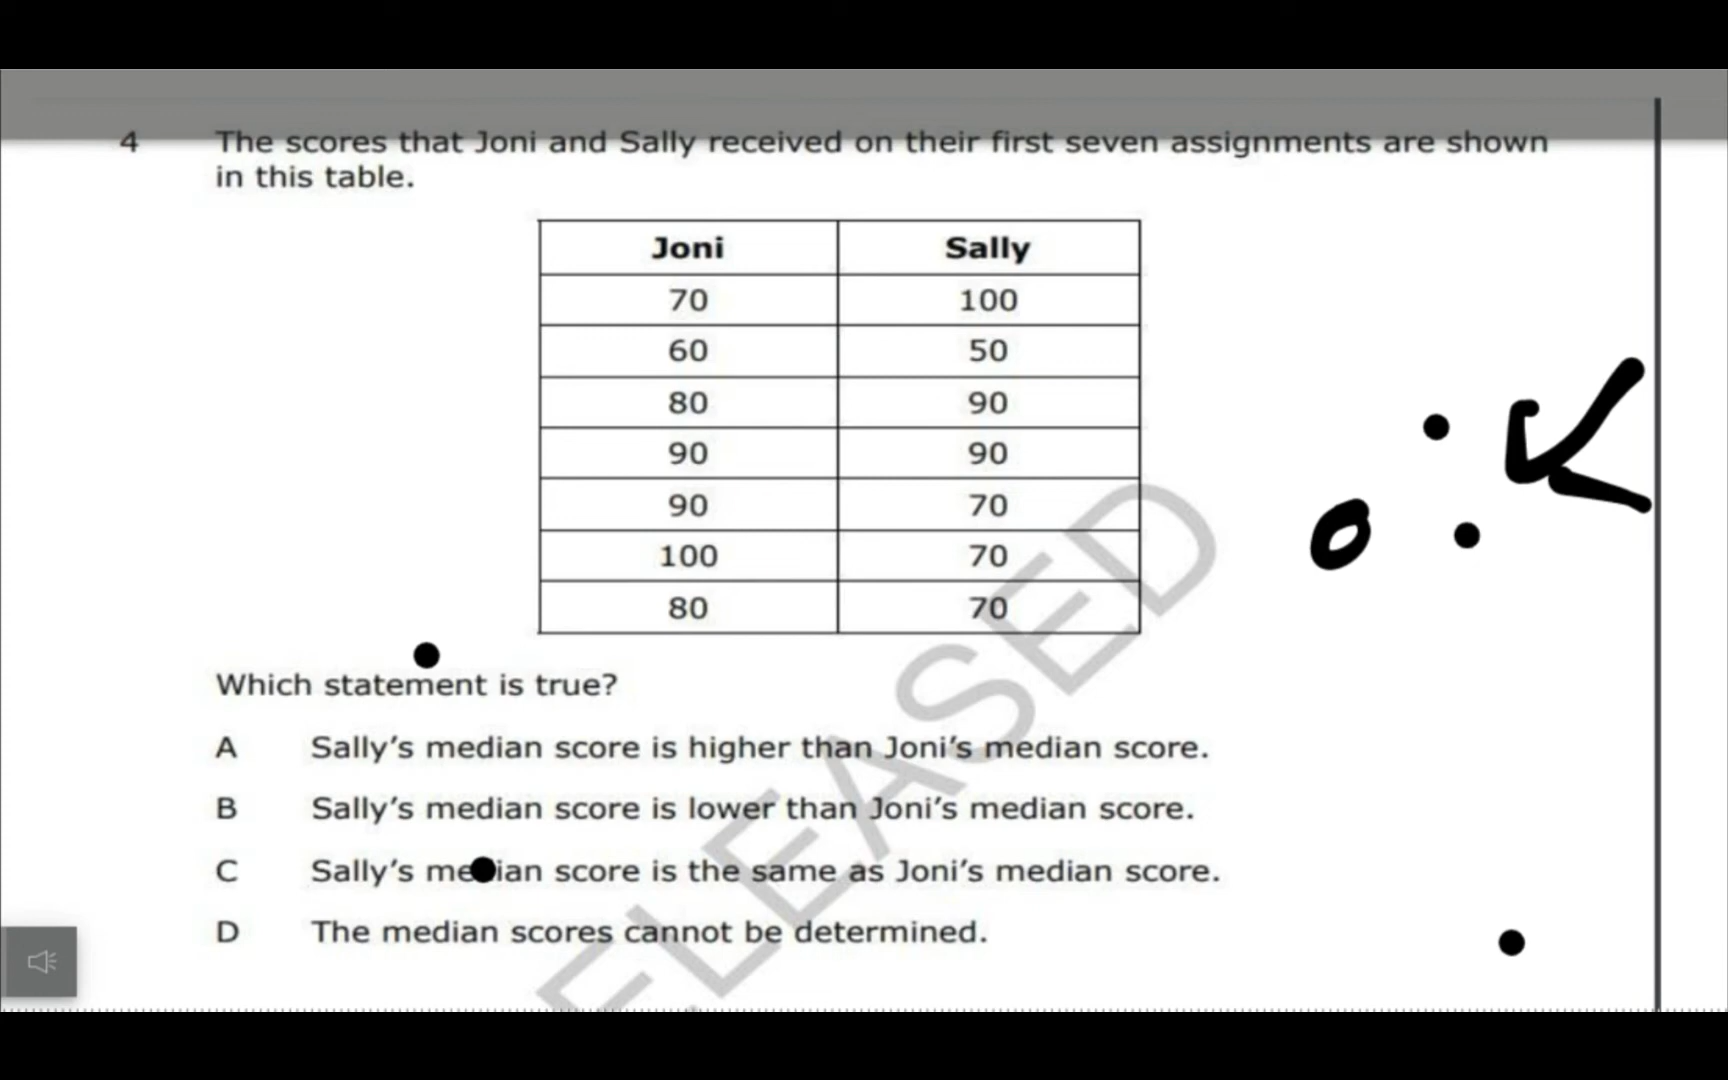 4 The scores that Joni and Sally received on their first seven assignments are shown
in this table.
Joni Sally
70 100
60 50
80 90
90 90
90 70
100 70
80 70
Which statement is true?
A Sally's median score is higher than Joni's median score.
B Sally's median score is lower than Joni's median score.
C Sally's median score is the same as Joni's median score.
D The median scores cannot be determined.
RELEASED